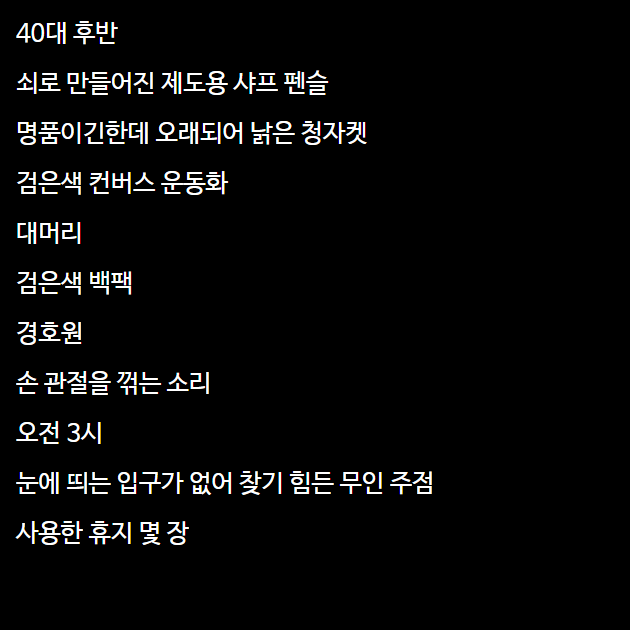 40대 후반
쇠로 만들어진 제도용 샤프 펜슬
명품이긴한데 오래되어 낡은 청자켓
검은색 컨버스 운동화
대머리
검은색 백팩
경호원
손 관절을 꺾는 소리
오전 3시
눈에 띄는 입구가 없어 찾기 힘든 무인 주점
사용한 휴지 몇 장